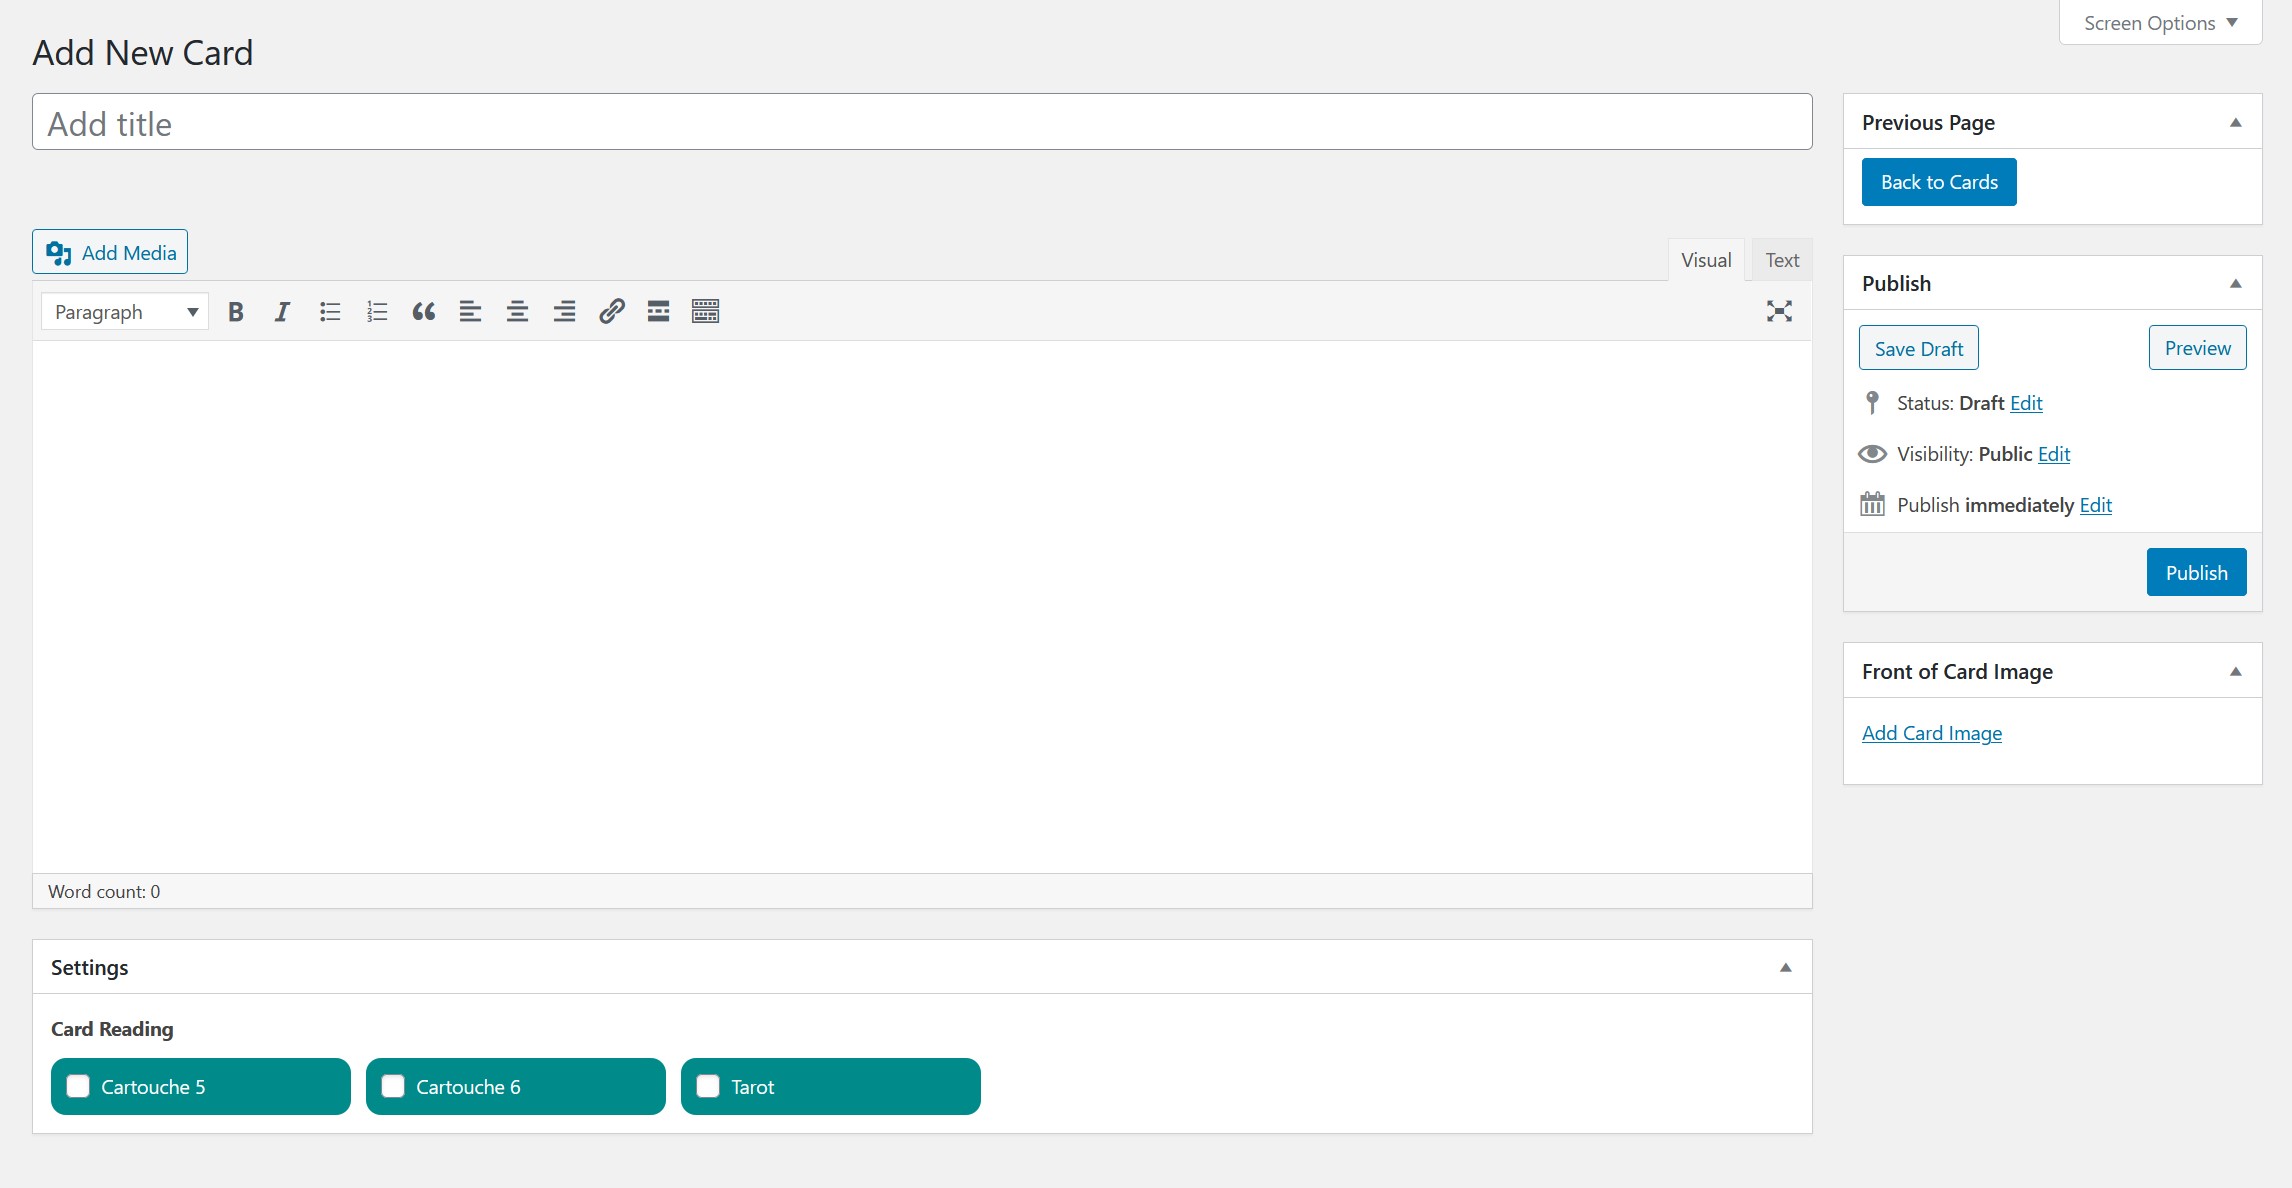 Screen Options
Add New Card
Add title
Add Media
Visual
Text
Paragraph
Word count: 0
Settings
Card Reading
Cartouche 5
Cartouche 6
Tarot
Previous Page
Back to Cards
Publish
Save Draft
Preview
Status: Draft Edit
Visibility: Public Edit
Publish immediately Edit
Publish
Front of Card Image
Add Card Image